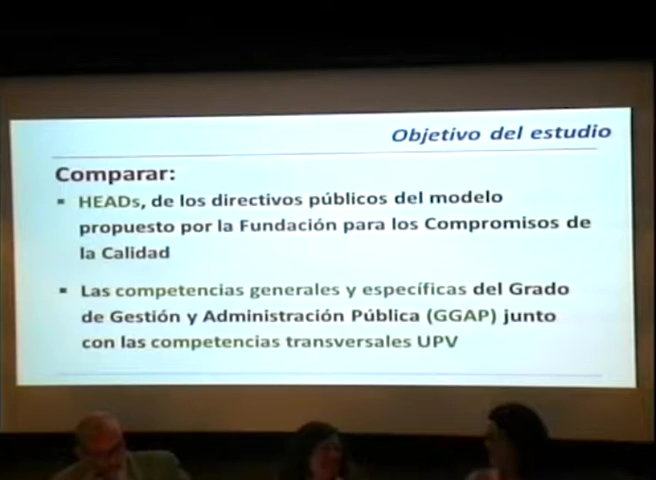 Objetivo del estudio
Comparar:
▪ HEADs, de los directivos públicos del modelo
propuesto por la Fundación para los Compromisos de
la Calidad
▪ Las competencias generales y específicas del Grado
de Gestión y Administración Pública (GGAP) junto
con las competencias transversales UPV